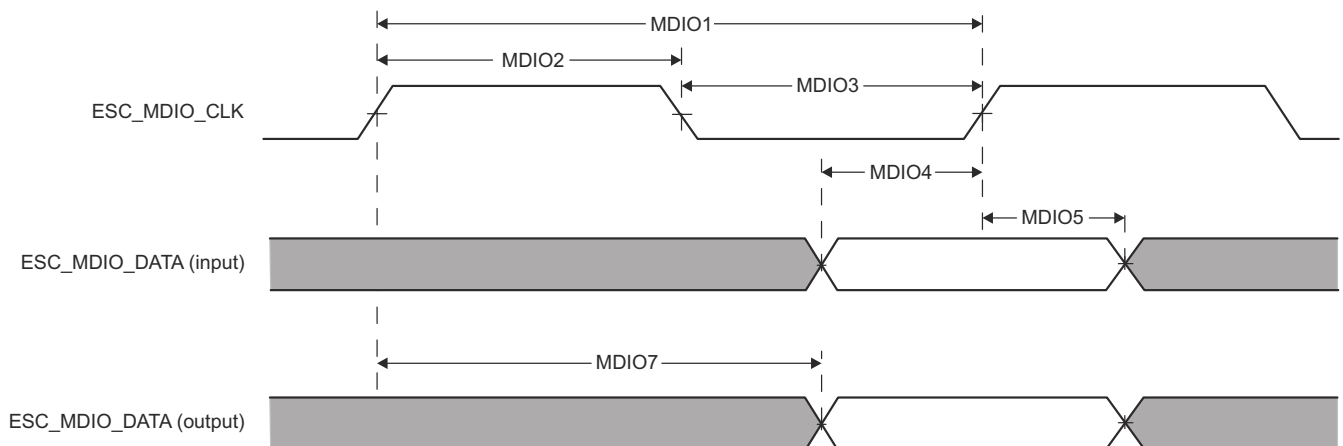 MDIO1
MDIO2
MDIO3
ESC_MDIO_CLK
MDIO4
MDIO5
ESC_MDIO_DATA (input)
MDIO7
ESC_MDIO_DATA (output)